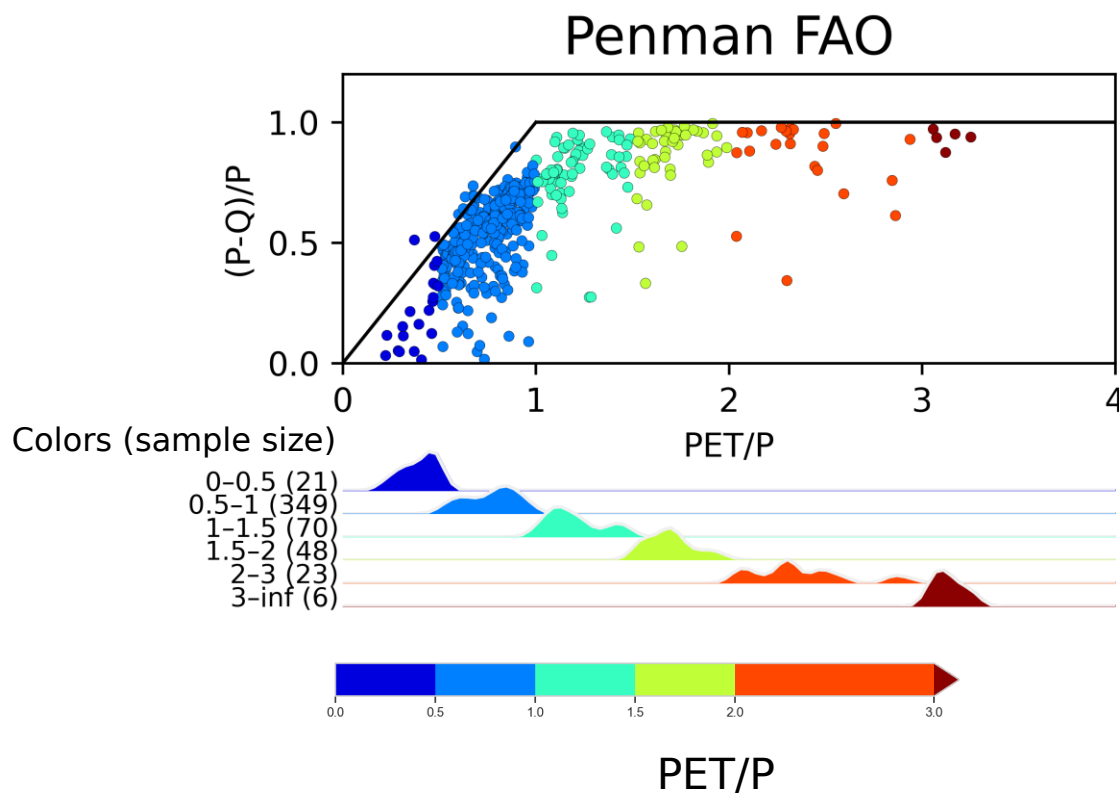 Penman FAO
(P-Q)/P
1.0
0.5
0.0
0 1 2 3 4
PET/P
Colors (sample size)
0–0.5 (21)
0.5–1 (349)
1–1.5 (70)
1.5–2 (48)
2–3 (23)
3–inf (6)
0.0 0.5 1.0 1.5 2.0 3.0
PET/P